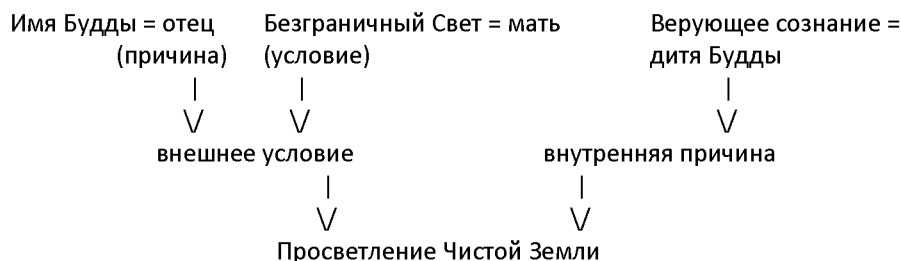 Имя Будды = отец Безграничный Свет = мать Верующее сознание =
(причина) (условие) дитя Будды
внешнее условие внутренняя причина
Просветление Чистой Земли